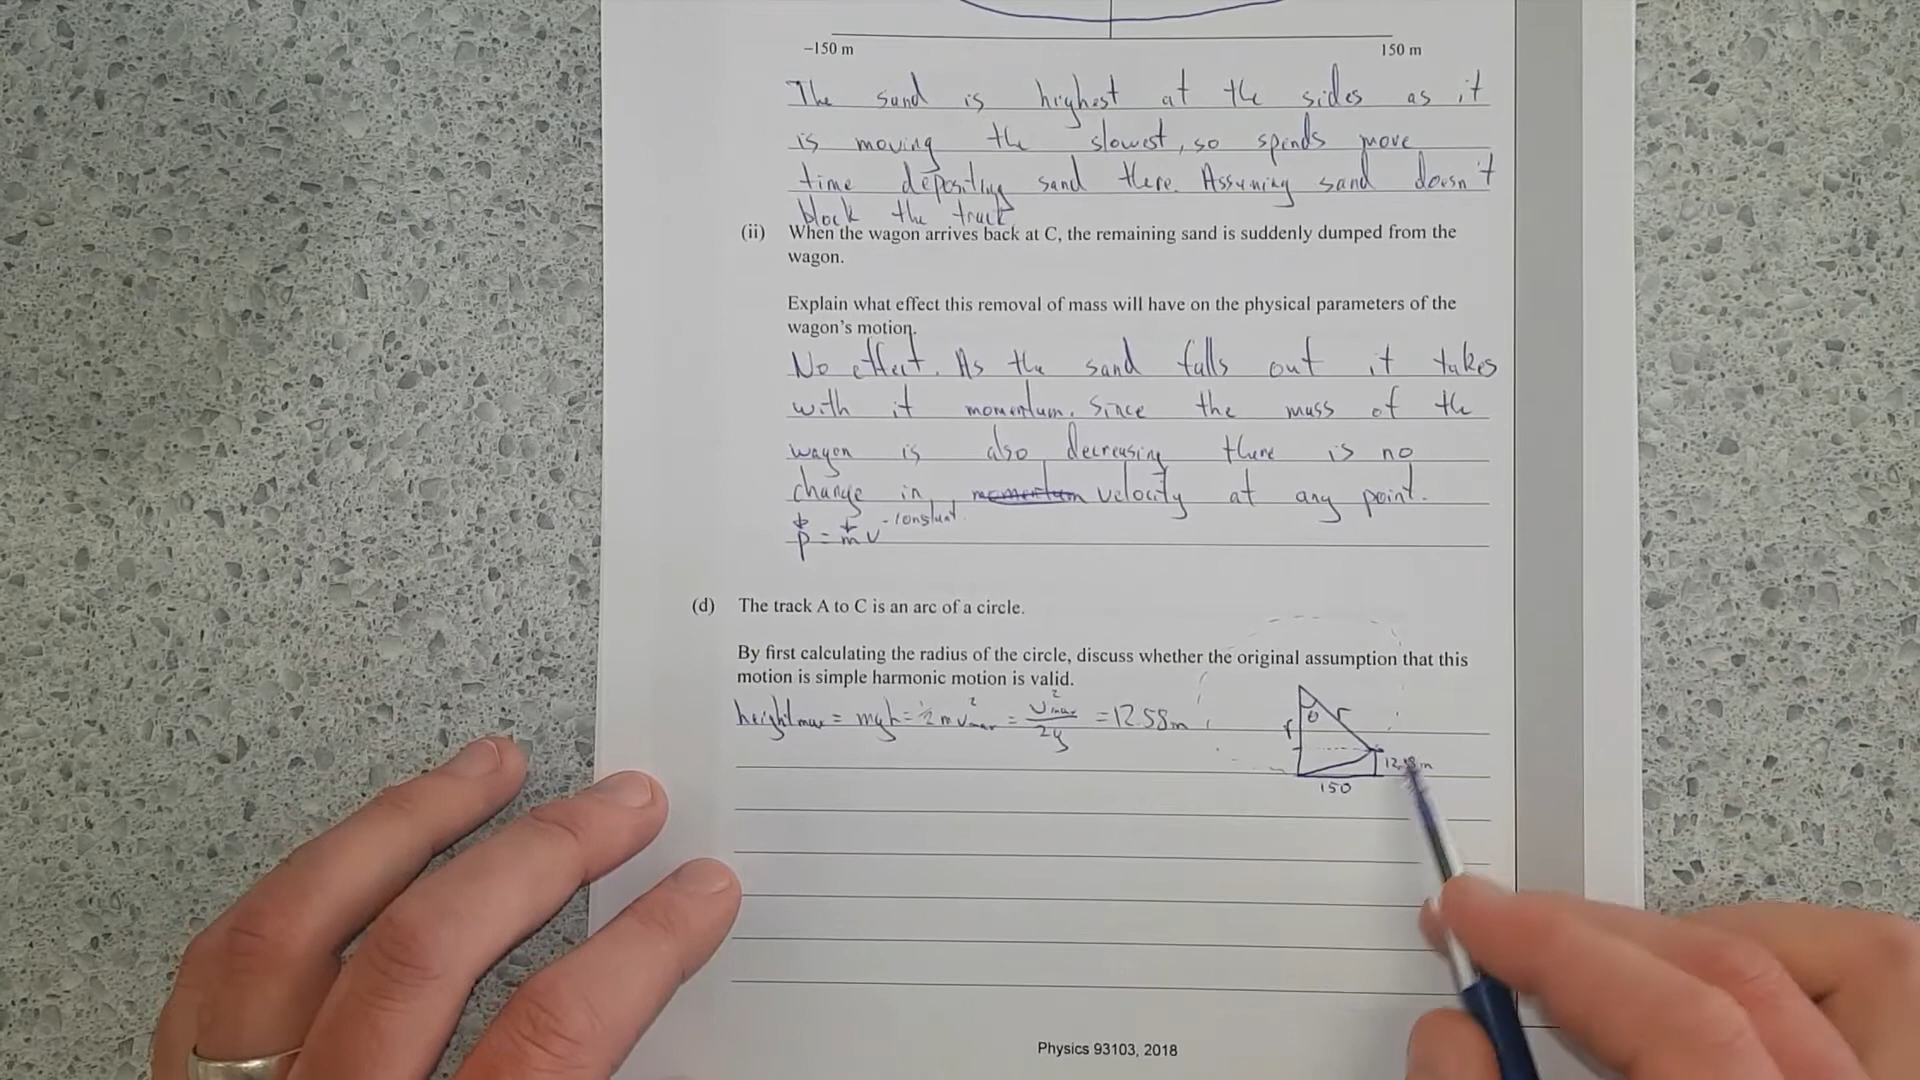 −150 m 150 m
The sand is highest at the sides as it
is moving the slowest, so spends more
time depositing sand there. Assuming sand doesn't
block the track
(ii) When the wagon arrives back at C, the remaining sand is suddenly dumped from the
wagon.
Explain what effect this removal of mass will have on the physical parameters of the
wagon's motion.
No effect. As the sand falls out it takes
with it momentum. Since the mass of the
wagon is also decreasing there is no
change in momentum velocity at any point.
p = m v - constant
(d) The track A to C is an arc of a circle.
By first calculating the radius of the circle, discuss whether the original assumption that this
motion is simple harmonic motion is valid.
height max = mgh = ½ m v²max = v²max / 2g = 12.58m
θ r
r
150
Physics 93103, 2018